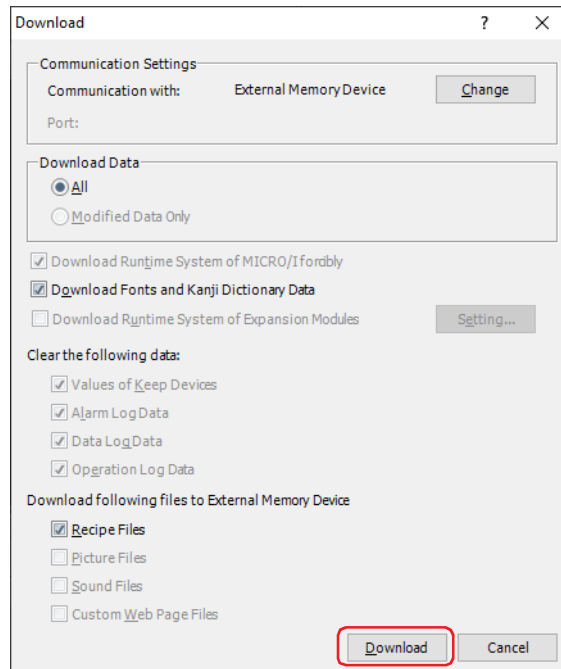 Download ?
Communication Settings
Communication with: External Memory Device Change
Port:
Download Data
All
Modified Data Only
Download Runtime System of MICRO/I forcibly
Download Fonts and Kanji Dictionary Data
Download Runtime System of Expansion Modules Setting...
Clear the following data:
Values of Keep Devices
Alarm Log Data
Data Log Data
Operation Log Data
Download following files to External Memory Device
Recipe Files
Picture Files
Sound Files
Custom Web Page Files
Download Cancel